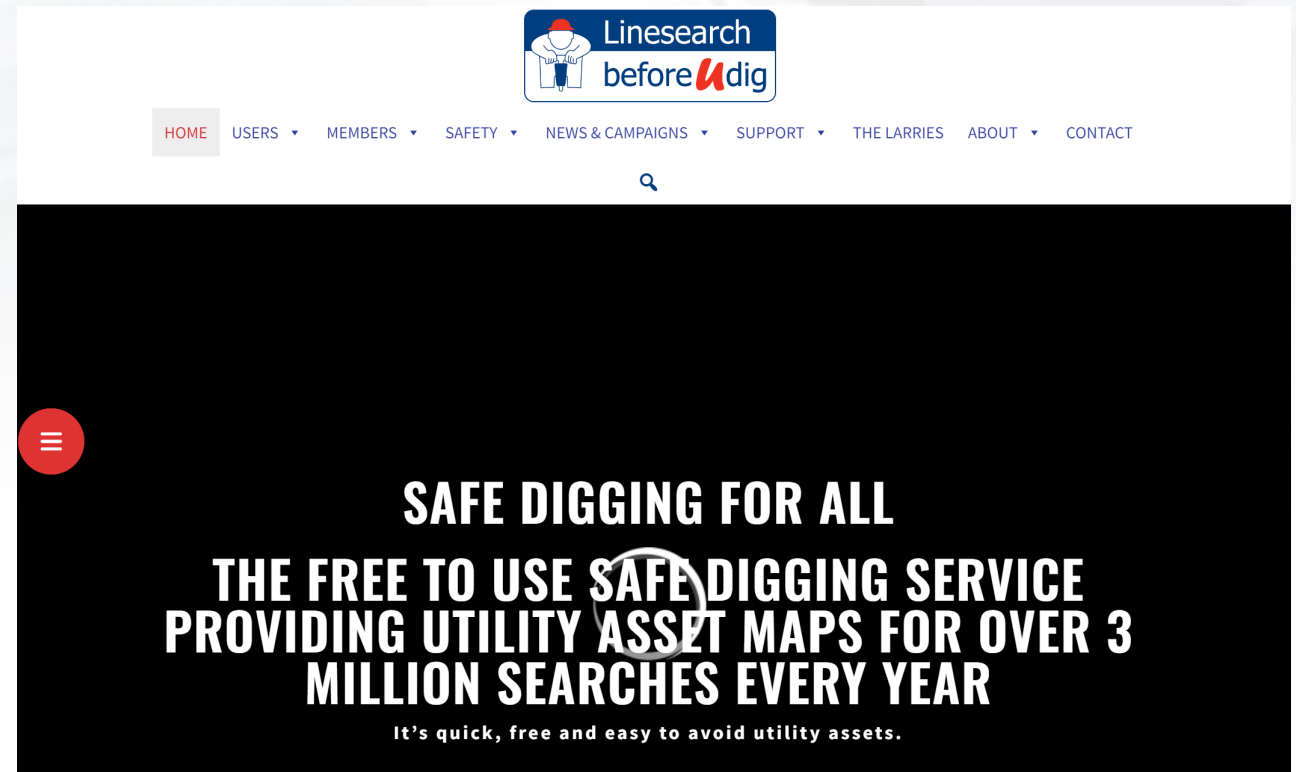 Linesearch
beforeUdig
HOME USERS MEMBERS SAFETY NEWS & CAMPAIGNS SUPPORT THE LARRIES ABOUT CONTACT
SAFE DIGGING FOR ALL
THE FREE TO USE SAFE DIGGING SERVICE
PROVIDING UTILITY ASSET MAPS FOR OVER 3
MILLION SEARCHES EVERY YEAR
It's quick, free and easy to avoid utility assets.